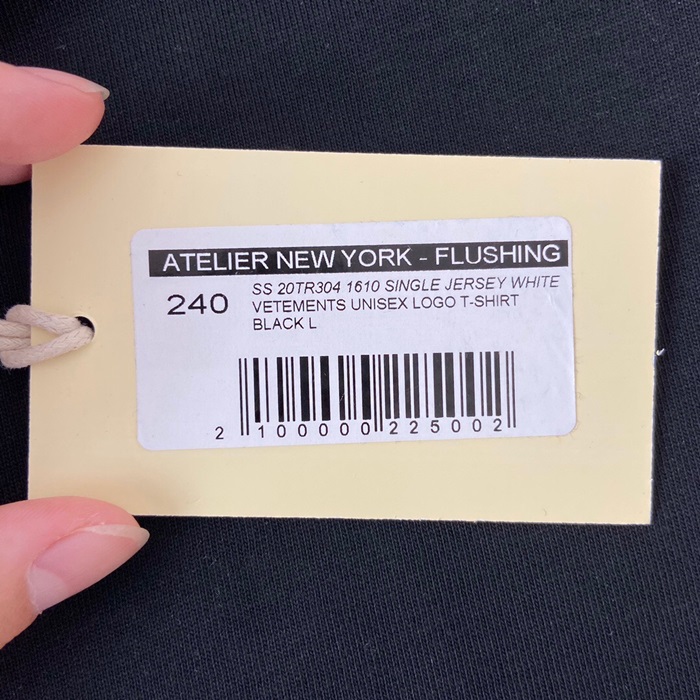 ATELIER NEW YORK - FLUSHING
240
SS 20TR304 1610 SINGLE JERSEY WHITE
VETEMENTS UNISEX LOGO T-SHIRT
BLACK L
2 100000 225002